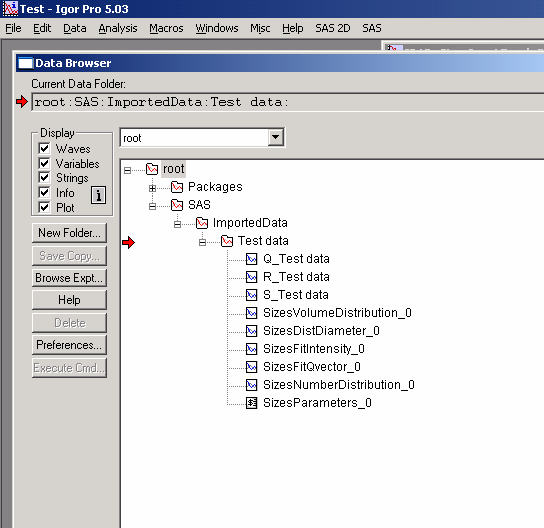 Test - Igor Pro 5.03
File Edit Data Analysis Macros Windows Misc Help SAS 2D SAS
Data Browser
Current Data Folder:
root:SAS:ImportedData:Test data:
Display
Waves
Variables
Strings
Info
Plot
New Folder...
Save Copy...
Browse Expt...
Help
Delete
Preferences...
Execute Cmd...
root
root
Packages
SAS
ImportedData
Test data
Q_Test data
R_Test data
S_Test data
SizesVolumeDistribution_0
SizesDistDiameter_0
SizesFitIntensity_0
SizesFitQvector_0
SizesNumberDistribution_0
SizesParameters_0